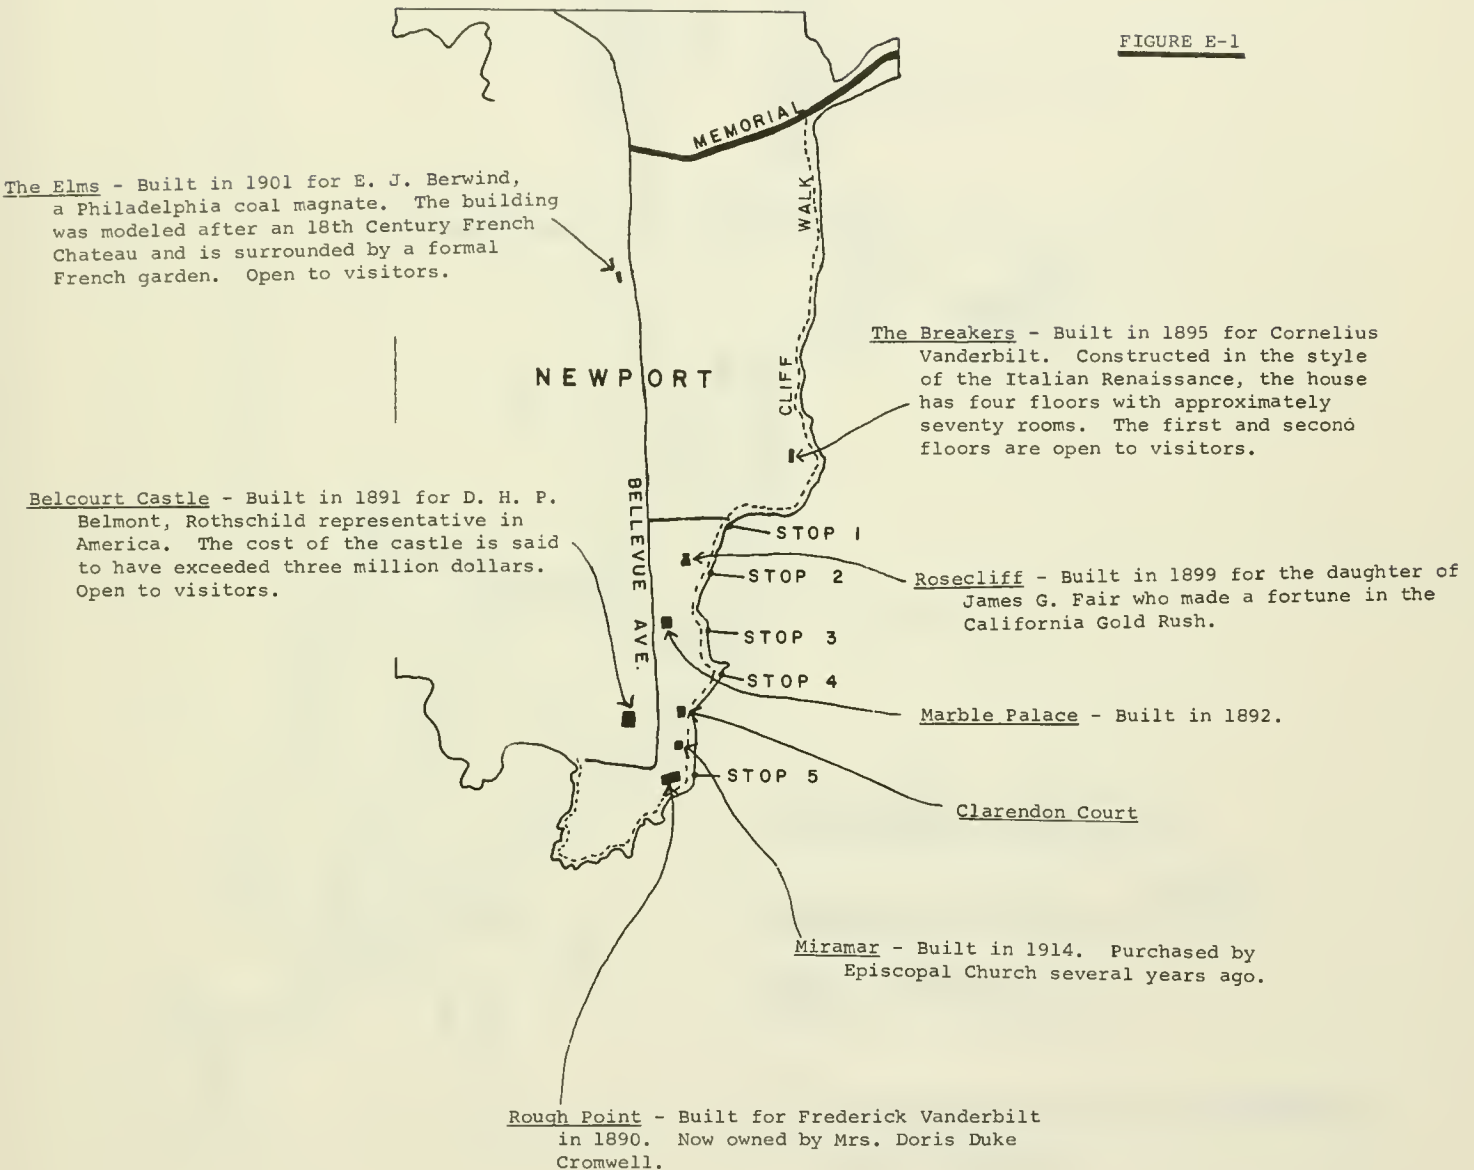 FIGURE E-1
MEMORIAL
The Elms - Built in 1901 for E. J. Berwind,
a Philadelphia coal magnate. The building
was modeled after an 18th Century French
Chateau and is surrounded by a formal
French garden. Open to visitors.
WALK
The Breakers - Built in 1895 for Cornelius
Vanderbilt. Constructed in the style
of the Italian Renaissance, the house
has four floors with approximately
seventy rooms. The first and second
floors are open to visitors.
NEWPORT
CLIFF
Belcourt Castle - Built in 1891 for D. H. P.
Belmont, Rothschild representative in
America. The cost of the castle is said
to have exceeded three million dollars.
Open to visitors.
BELLEVUE AVE.
STOP 1
STOP 2
Rosecliff - Built in 1899 for the daughter of
James G. Fair who made a fortune in the
California Gold Rush.
STOP 3
STOP 4
Marble Palace - Built in 1892.
STOP 5
Clarendon Court
Miramar - Built in 1914. Purchased by
Episcopal Church several years ago.
Rough Point - Built for Frederick Vanderbilt
in 1890. Now owned by Mrs. Doris Duke
Cromwell.